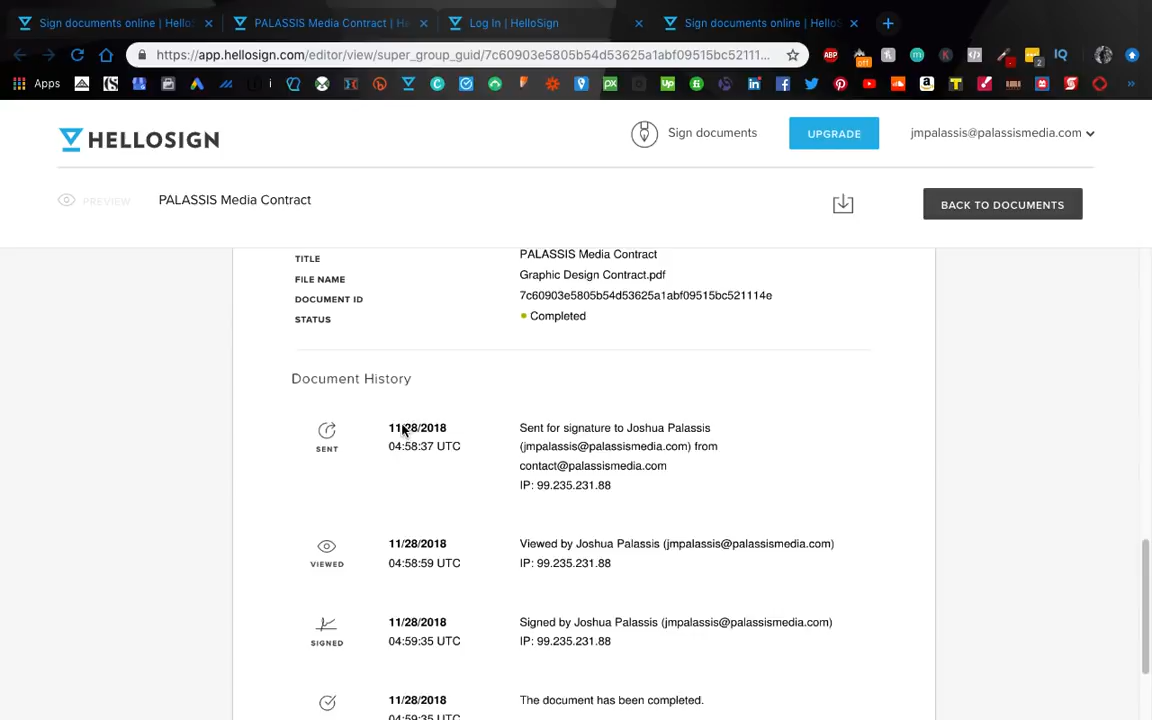 Sign documents online | Hello
PALASSIS Media Contract | He
Log In | HelloSign
Sign documents online | HelloS
https://app.hellosign.com/editor/view/super_group_guid/7c60903e5805b54d53625a1abf09515bc52111...
Apps
HELLOSIGN
Sign documents
UPGRADE
jmpalassis@palassismedia.com
PREVIEW
PALASSIS Media Contract
BACK TO DOCUMENTS
TITLE
PALASSIS Media Contract
FILE NAME
Graphic Design Contract.pdf
DOCUMENT ID
7c60903e5805b54d53625a1abf09515bc521114e
STATUS
Completed
Document History
SENT
11/28/2018
04:58:37 UTC
Sent for signature to Joshua Palassis
(jmpalassis@palassismedia.com) from
contact@palassismedia.com
IP: 99.235.231.88
VIEWED
11/28/2018
04:58:59 UTC
Viewed by Joshua Palassis (jmpalassis@palassismedia.com)
IP: 99.235.231.88
SIGNED
11/28/2018
04:59:35 UTC
Signed by Joshua Palassis (jmpalassis@palassismedia.com)
IP: 99.235.231.88
11/28/2018
04:59:35 UTC
The document has been completed.